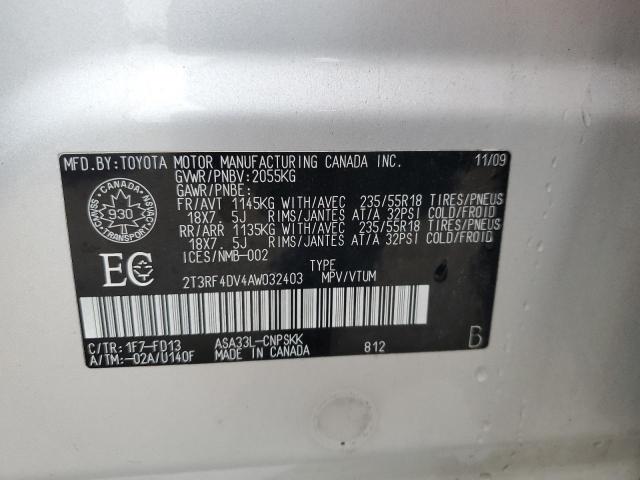 MFD.BY:TOYOTA MOTOR MANUFACTURING CANADA INC. 11/09
GVWR/PNBV:2055KG
GAWR/PNBE:
FR/AVT 1145KG WITH/AVEC 235/55R18 TIRES/PNEUS
18X7.5J RIMS/JANTES AT/A 32PSI COLD/FROID
RR/ARR 1135KG WITH/AVEC 235/55R18 TIRES/PNEUS
18X7.5J RIMS/JANTES AT/A 32PSI COLD/FROID
ICES/NMB-002
CANADA
930
TRANSPORT
EC
TYPE
2T3RF4DV4AW032403 MPV/VTUM
C/TR: 1F7-FD13 ASA33L-CNPSKK 812 B
A/TM:-02A/U140F MADE IN CANADA